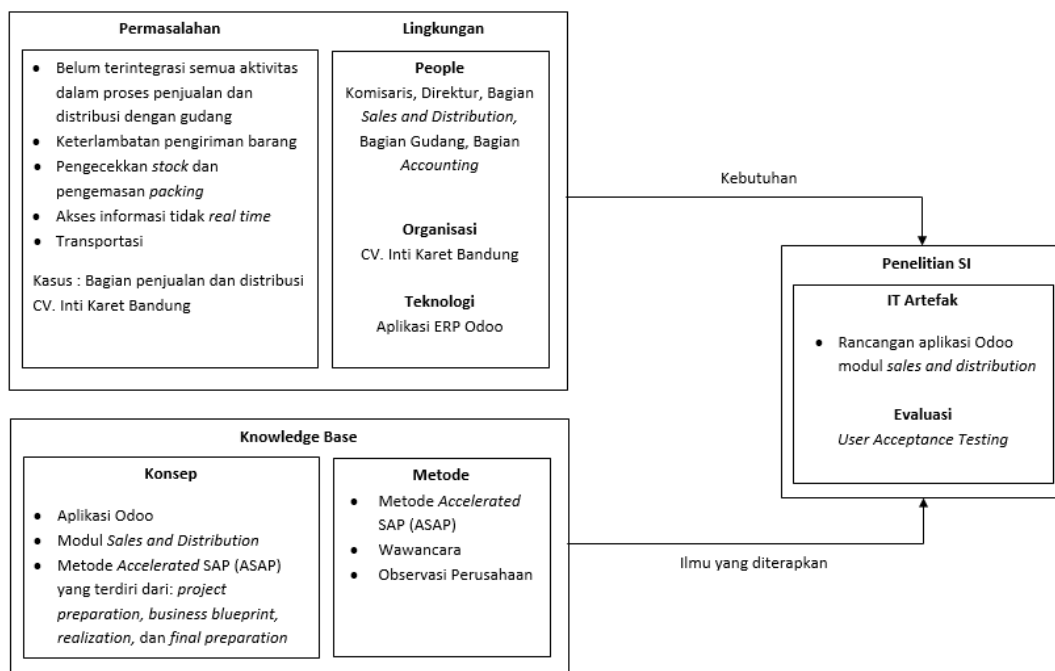 Permasalahan
Belum terintegrasi semua aktivitas
dalam proses penjualan dan
distribusi dengan gudang
Keterlambatan pengiriman barang
Pengecekkan stock dan
pengemasan packing
Akses informasi tidak real time
Transportasi
Kasus : Bagian penjualan dan distribusi
CV. Inti Karet Bandung
Lingkungan
People
Komisaris, Direktur, Bagian
Sales and Distribution,
Bagian Gudang, Bagian
Accounting
Organisasi
CV. Inti Karet Bandung
Teknologi
Aplikasi ERP Odoo
Kebutuhan
Penelitian SI
IT Artefak
Rancangan aplikasi Odoo
modul sales and distribution
Evaluasi
User Acceptance Testing
Knowledge Base
Konsep
Aplikasi Odoo
Modul Sales and Distribution
Metode Accelerated SAP (ASAP)
yang terdiri dari: project
preparation, business blueprint,
realization, dan final preparation
Metode
Metode Accelerated
SAP (ASAP)
Wawancara
Observasi Perusahaan
Ilmu yang diterapkan